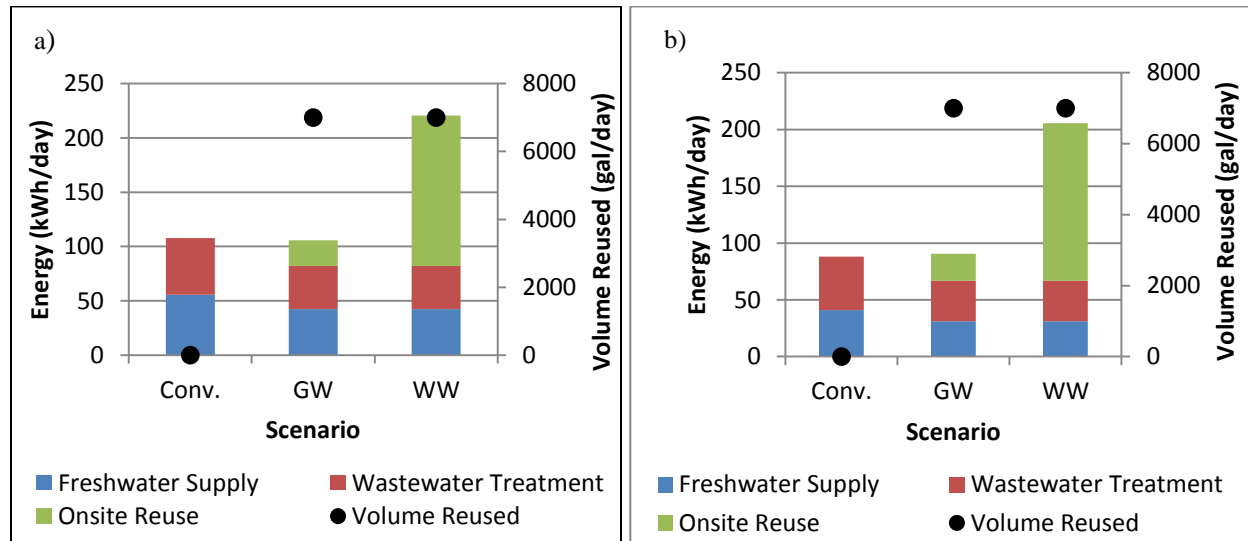 a)
250
200
150
100
50
0
Energy (kWh/day)
8000
6000
4000
2000
0
Volume Reused (gal/day)
Conv. GW WW
Scenario
Freshwater Supply Wastewater Treatment
Onsite Reuse Volume Reused
b)
250
200
150
100
50
0
Energy (kWh/day)
8000
6000
4000
2000
0
Volume Reused (gal/day)
Conv. GW WW
Scenario
Freshwater Supply Wastewater Treatment
Onsite Reuse Volume Reused